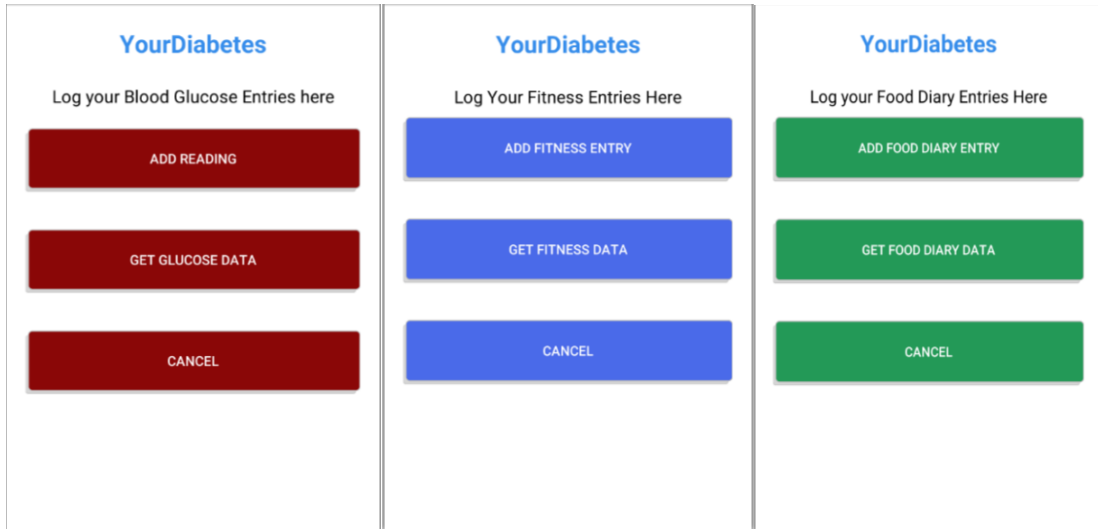 YourDiabetes
Log your Blood Glucose Entries here
ADD READING
GET GLUCOSE DATA
CANCEL
YourDiabetes
Log Your Fitness Entries Here
ADD FITNESS ENTRY
GET FITNESS DATA
CANCEL
YourDiabetes
Log your Food Diary Entries Here
ADD FOOD DIARY ENTRY
GET FOOD DIARY DATA
CANCEL